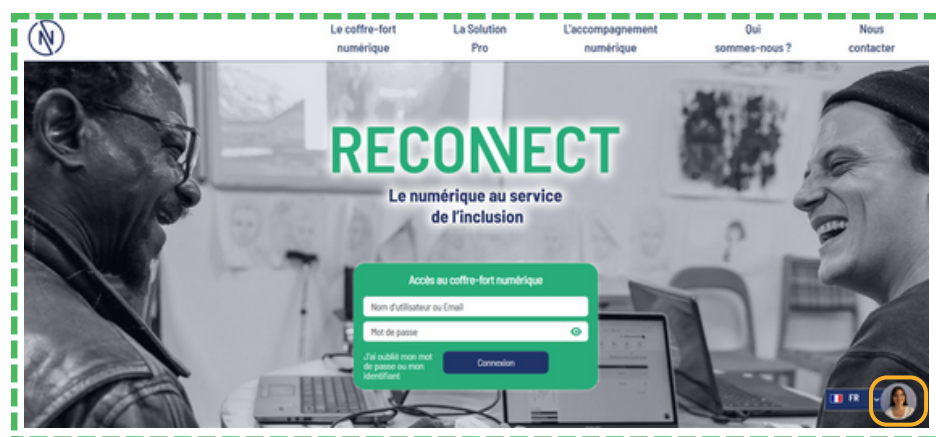 Le coffre-fort
numérique
La Solution
Pro
L'accompagnement
numérique
Qui
sommes-nous ?
Nous
contacter
RECONNECT
Le numérique au service
de l'inclusion
Accès au coffre-fort numérique
Nom d'utilisateur ou Email
Mot de passe
J'ai oublié mon mot
de passe ou mon
identifiant
Connexion
FR